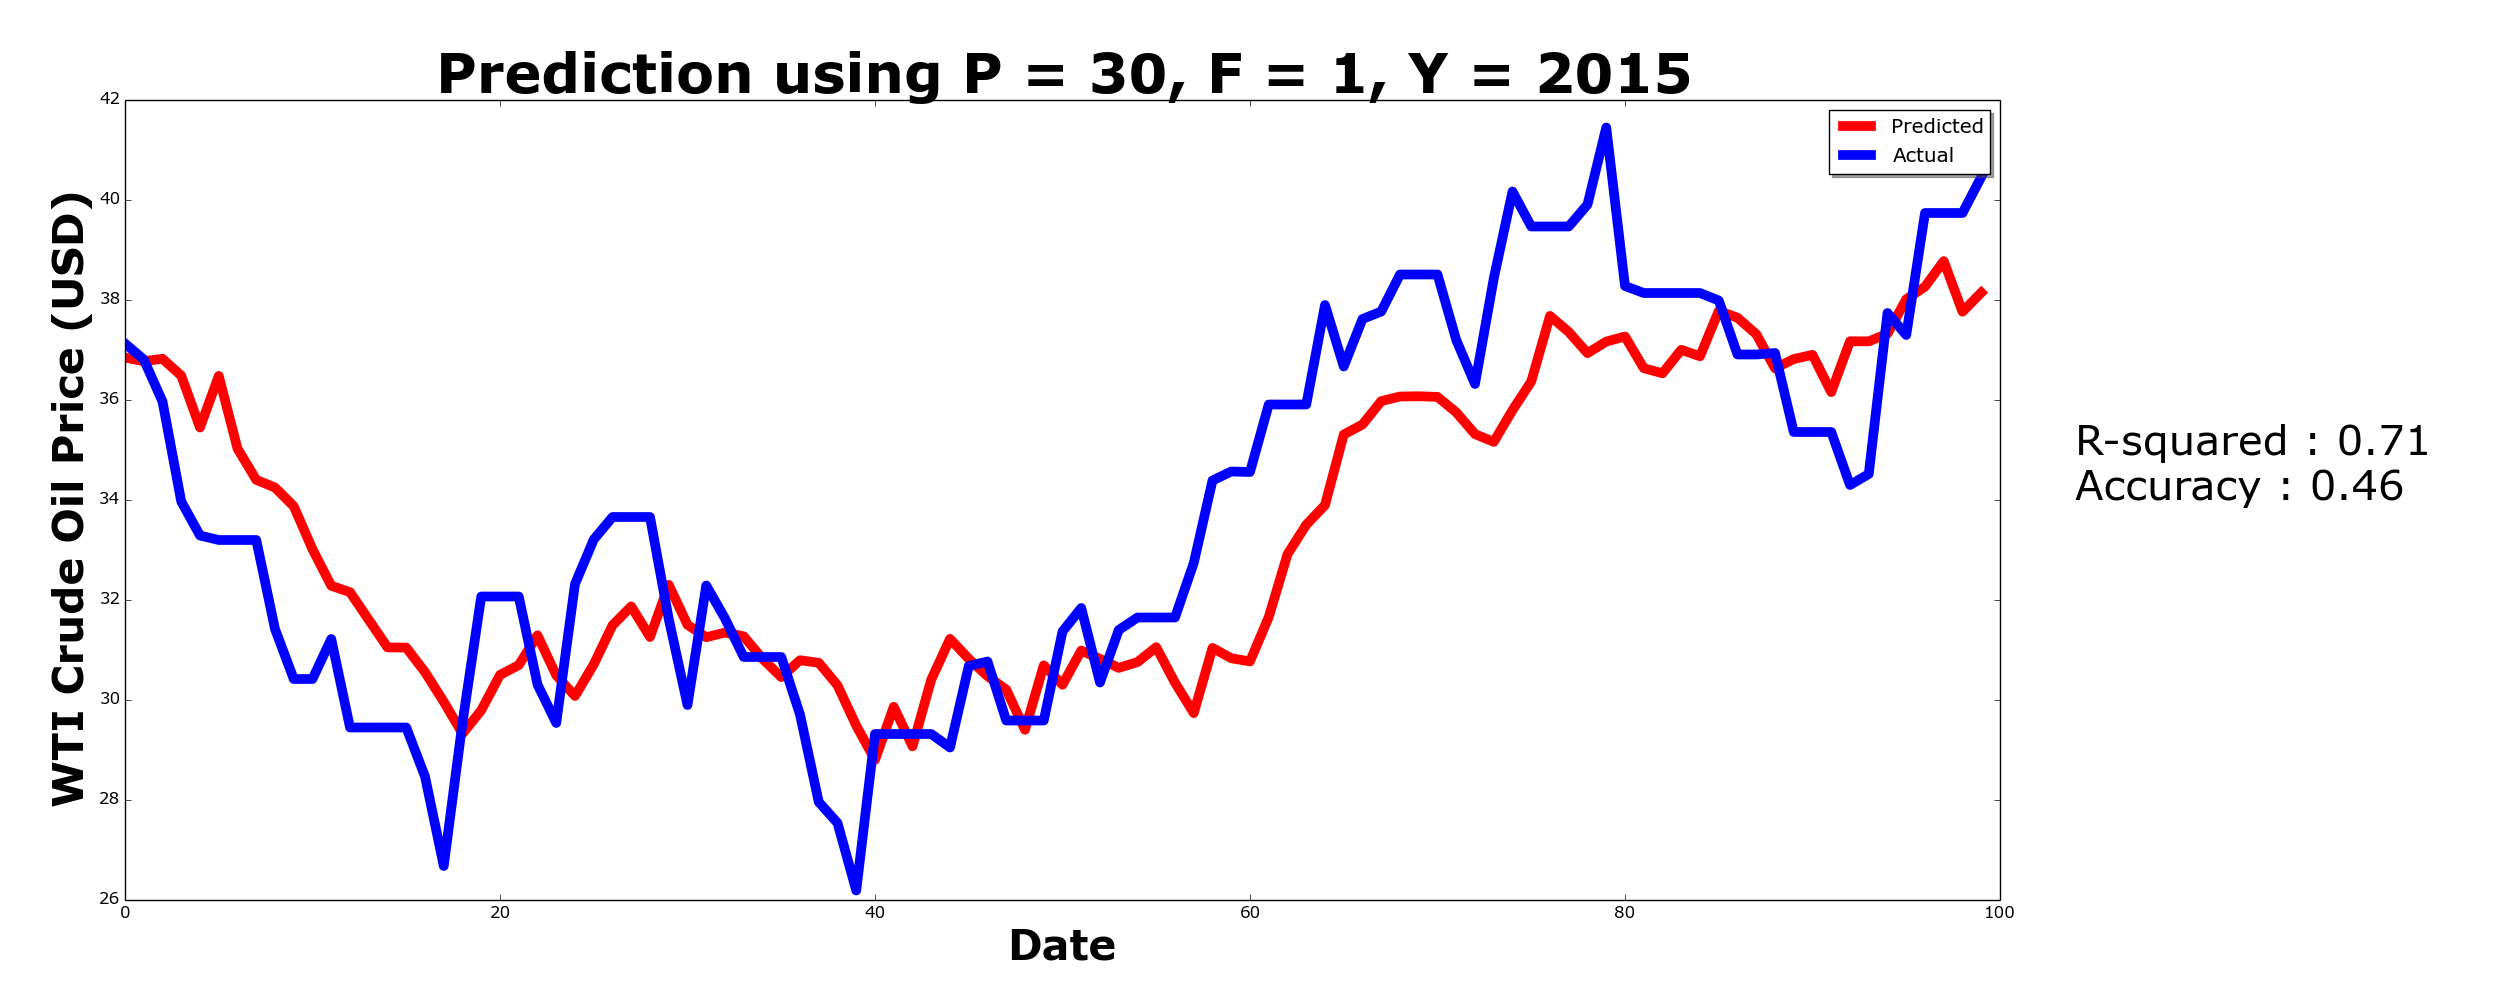 Prediction using P = 30, F = 1, Y = 2015
WTI Crude Oil Price (USD)
42
40
38
36
34
32
30
28
26
0 20 40 60 80 100
Date
Predicted
Actual
R-squared : 0.71
Accuracy : 0.46